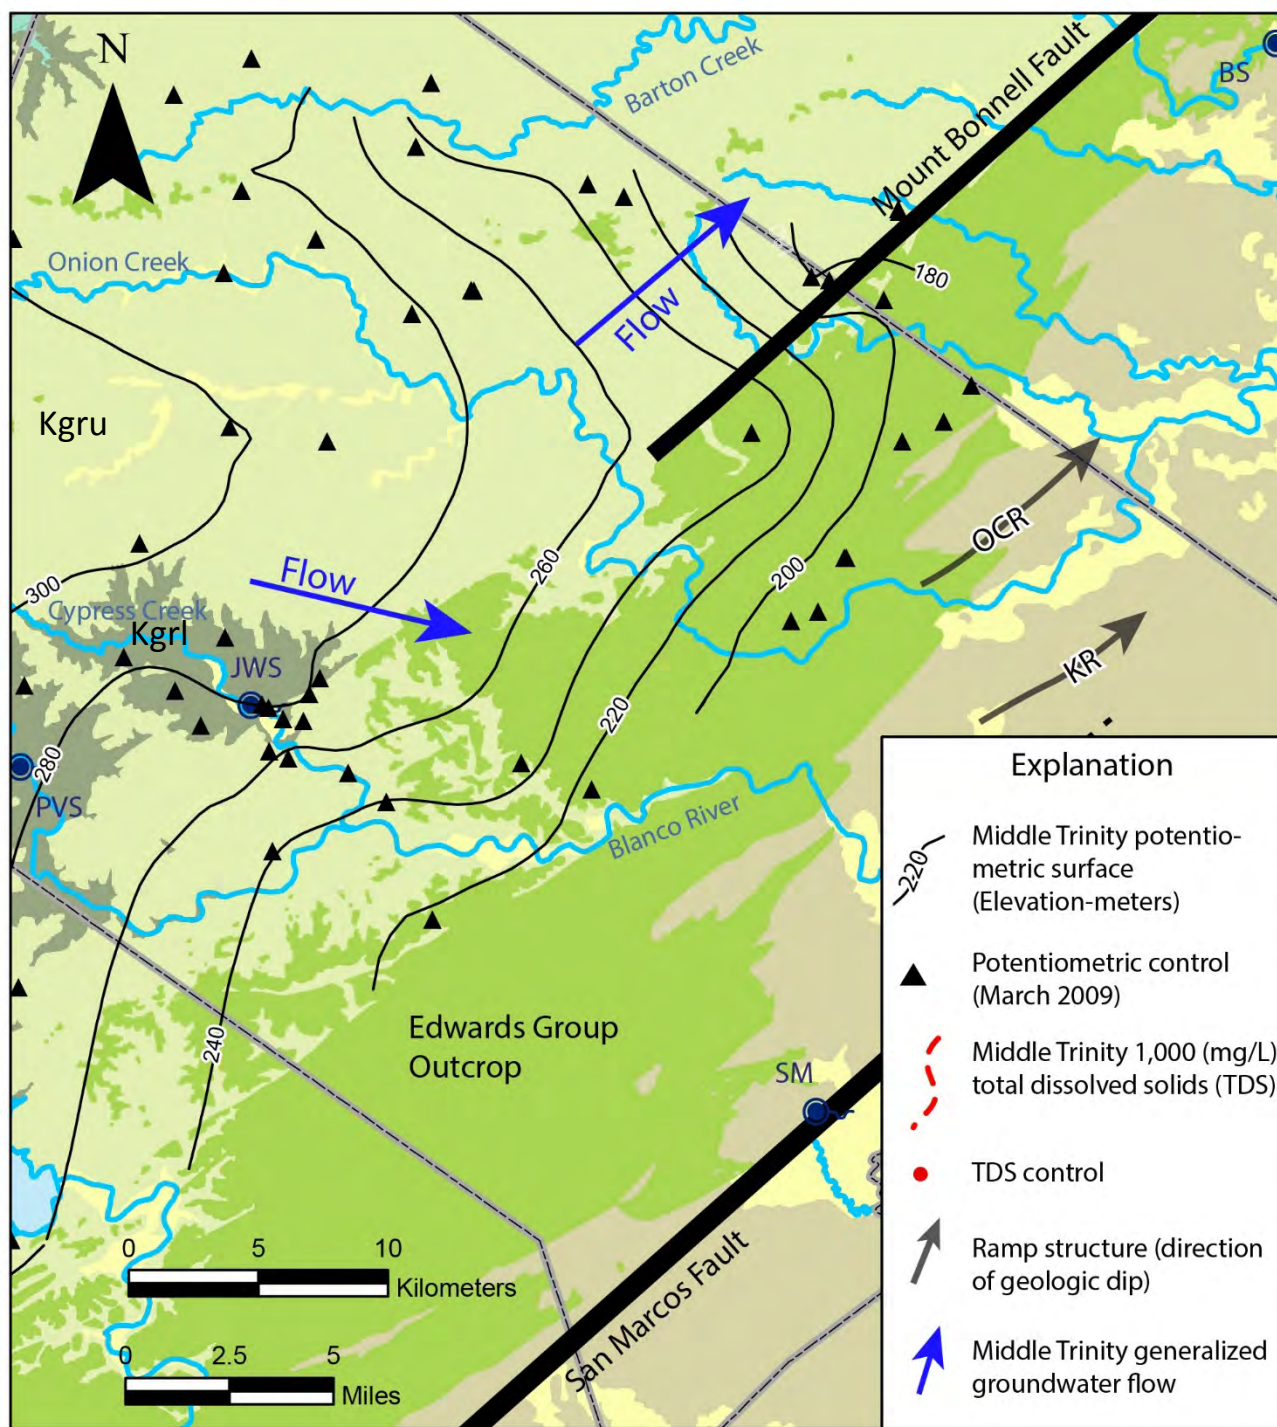 N
Barton Creek
Mount Bonnell Fault
BS
Onion Creek
180
Flow
Kgru
OCR
260
200
Flow
300
Cypress Creek
Kgrl
JWS
KR
220
280
PVS
Blanco River
Edwards Group
Outcrop
240
SM
San Marcos Fault
0 5 10
Kilometers
0 2.5 5
Miles
Explanation
220
Middle Trinity potentio-
metric surface
(Elevation-meters)
Potentiometric control
(March 2009)
Middle Trinity 1,000 (mg/L)
total dissolved solids (TDS)
TDS control
Ramp structure (direction
of geologic dip)
Middle Trinity generalized
groundwater flow